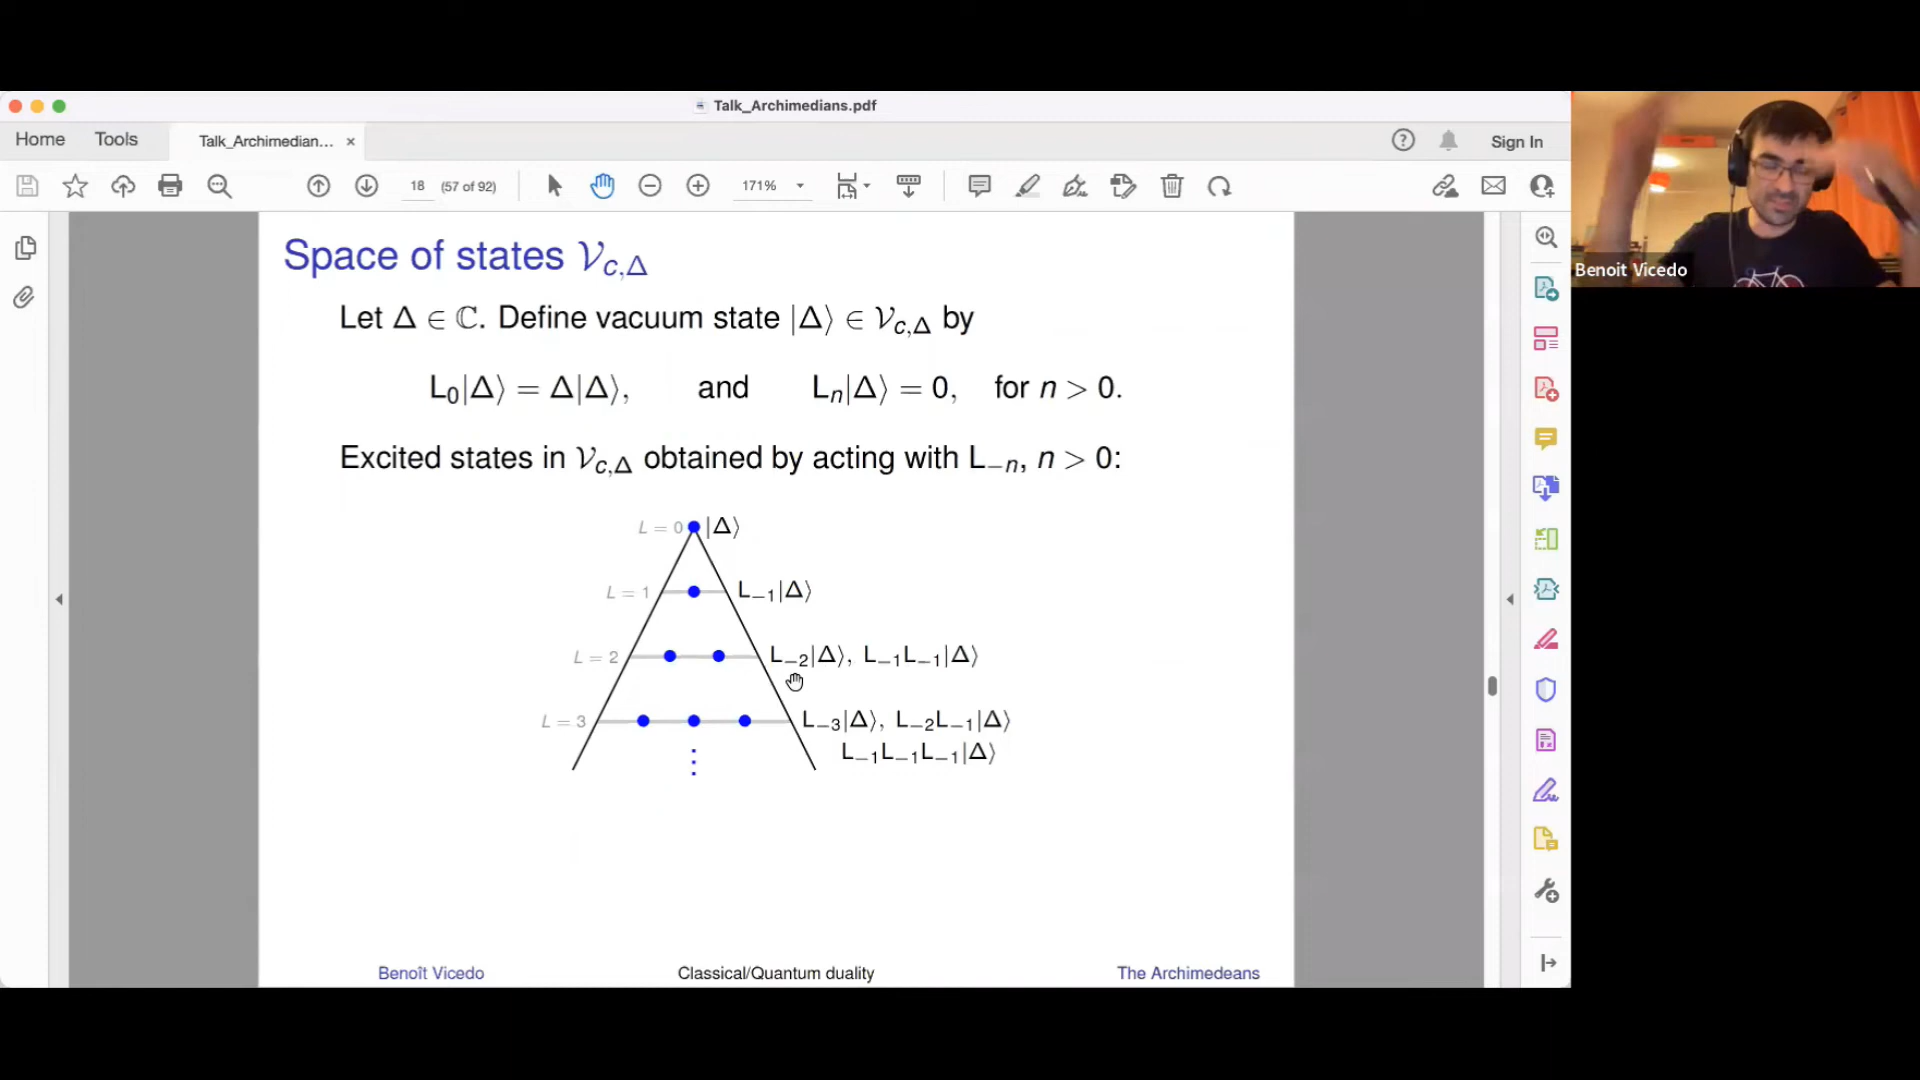 Talk_Archimedians.pdf
Home Tools Talk_Archimedian... × Sign In
18 (57 of 92) 171%
Space of states 𝒱c,Δ
Let Δ ∈ ℂ. Define vacuum state |Δ⟩ ∈ 𝒱c,Δ by
L₀|Δ⟩ = Δ|Δ⟩, and Lₙ|Δ⟩ = 0, for n > 0.
Excited states in 𝒱c,Δ obtained by acting with L₋ₙ, n > 0:
L = 0 |Δ⟩
L = 1 L₋₁|Δ⟩
L = 2 L₋₂|Δ⟩, L₋₁L₋₁|Δ⟩
L = 3 L₋₃|Δ⟩, L₋₂L₋₁|Δ⟩
L₋₁L₋₁L₋₁|Δ⟩
⋮
Benoît Vicedo Classical/Quantum duality The Archimedeans
Benoit Vicedo